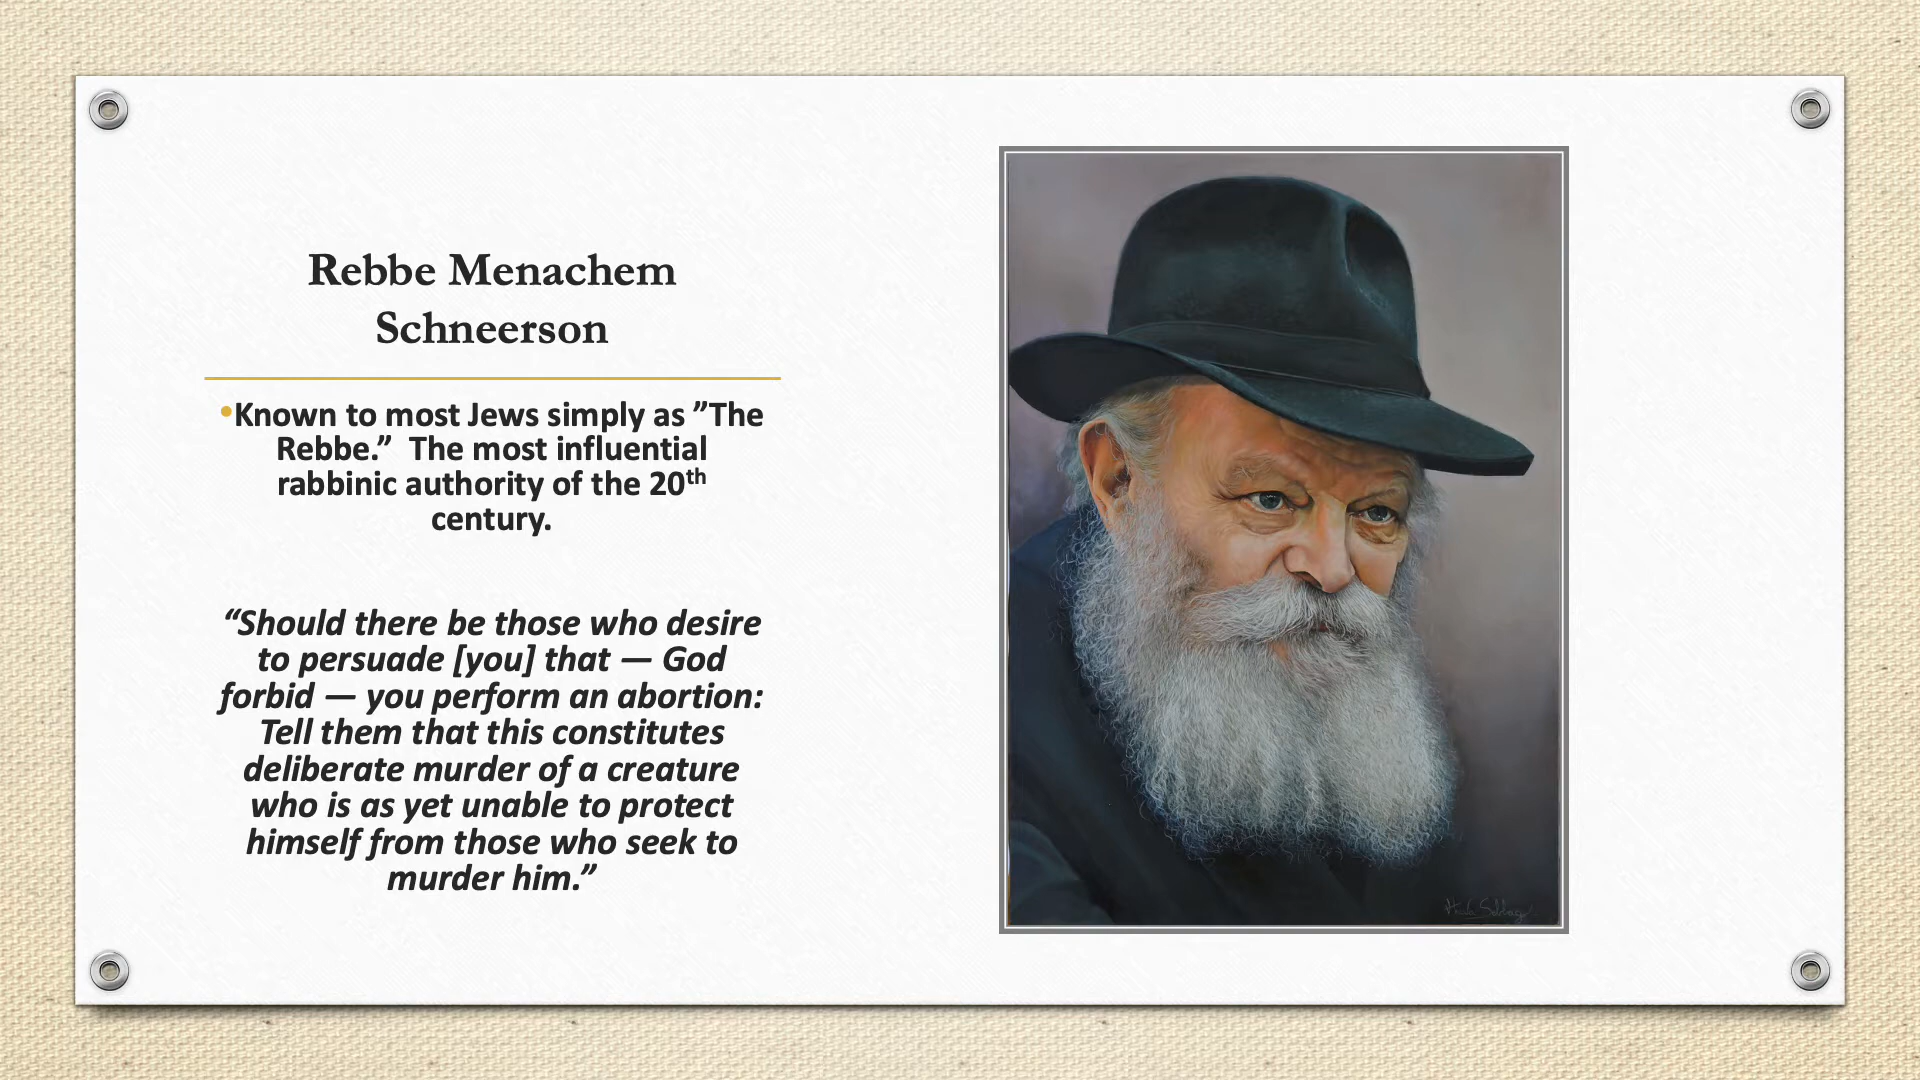 Rebbe Menachem
Schneerson
•Known to most Jews simply as ”The
Rebbe.”  The most influential
rabbinic authority of the 20th
century.
“Should there be those who desire
to persuade [you] that — God
forbid — you perform an abortion:
Tell them that this constitutes
deliberate murder of a creature
who is as yet unable to protect
himself from those who seek to
murder him.”